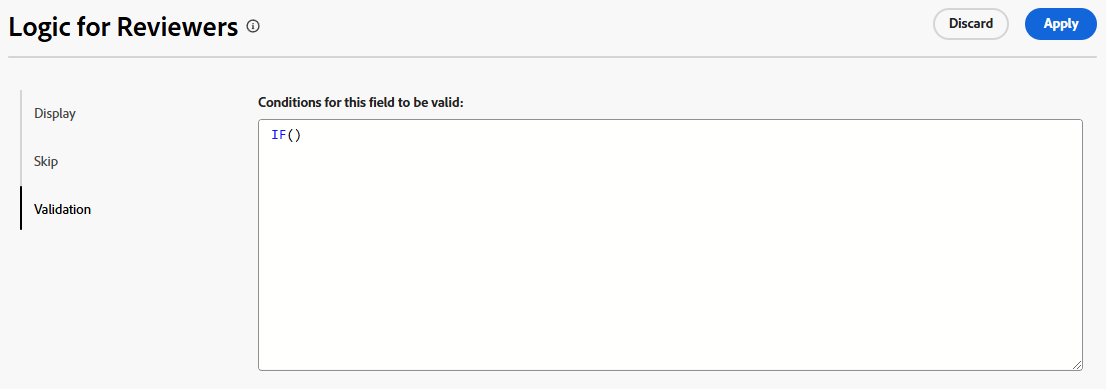 Logic for Reviewers
Discard
Apply
Display
Skip
Validation
Conditions for this field to be valid:
IF()